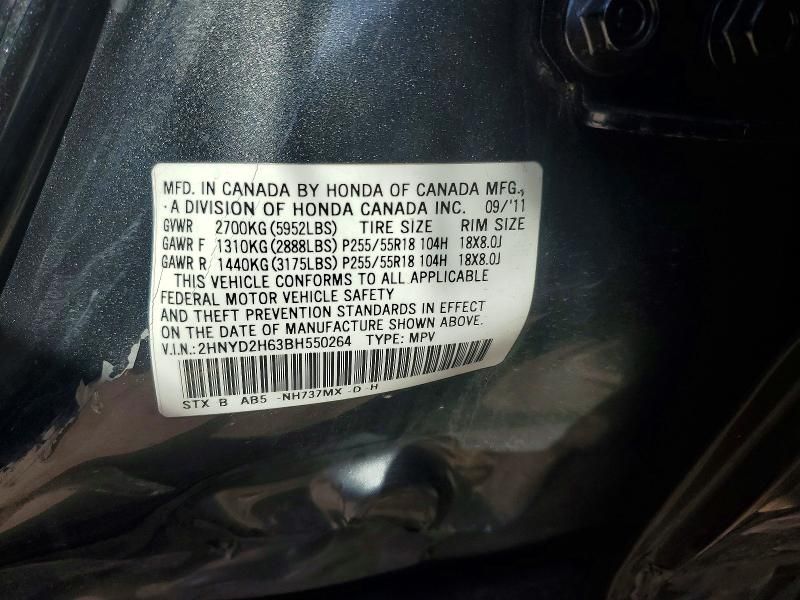 MFD. IN CANADA BY HONDA OF CANADA MFG.,
·A DIVISION OF HONDA CANADA INC. 09/'11
GVWR 2700KG(5952LBS) TIRE SIZE RIM SIZE
GAWR F 1310KG(2888LBS) P255/55R18 104H 18X8.0J
GAWR R 1440KG(3175LBS) P255/55R18 104H 18X8.0J
THIS VEHICLE CONFORMS TO ALL APPLICABLE
FEDERAL MOTOR VEHICLE SAFETY
AND THEFT PREVENTION STANDARDS IN EFFECT
ON THE DATE OF MANUFACTURE SHOWN ABOVE.
V.I.N.:2HNYD2H63BH550264 TYPE: MPV
STX B AB5 -NH737MX -D -H